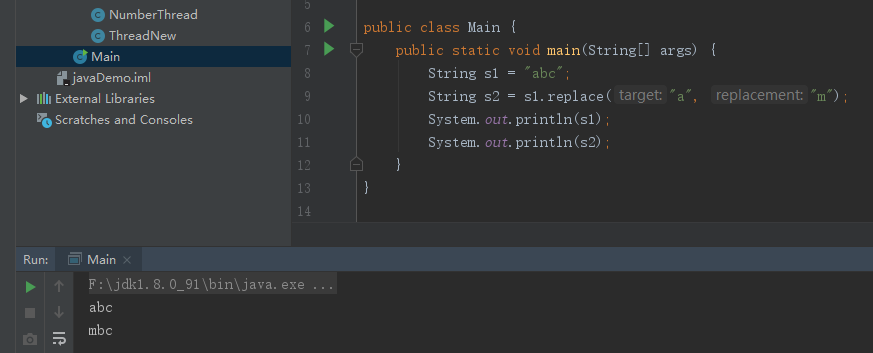 NumberThread
ThreadNew
Main
javaDemo.iml
External Libraries
Scratches and Consoles
5
6 public class Main {
7 public static void main(String[] args) {
8 String s1 = "abc";
9 String s2 = s1.replace( target: "a", replacement: "m");
10 System.out.println(s1);
11 System.out.println(s2);
12 }
13 }
14
Run: Main ×
F:\jdk1.8.0_91\bin\java.exe ...
abc
mbc